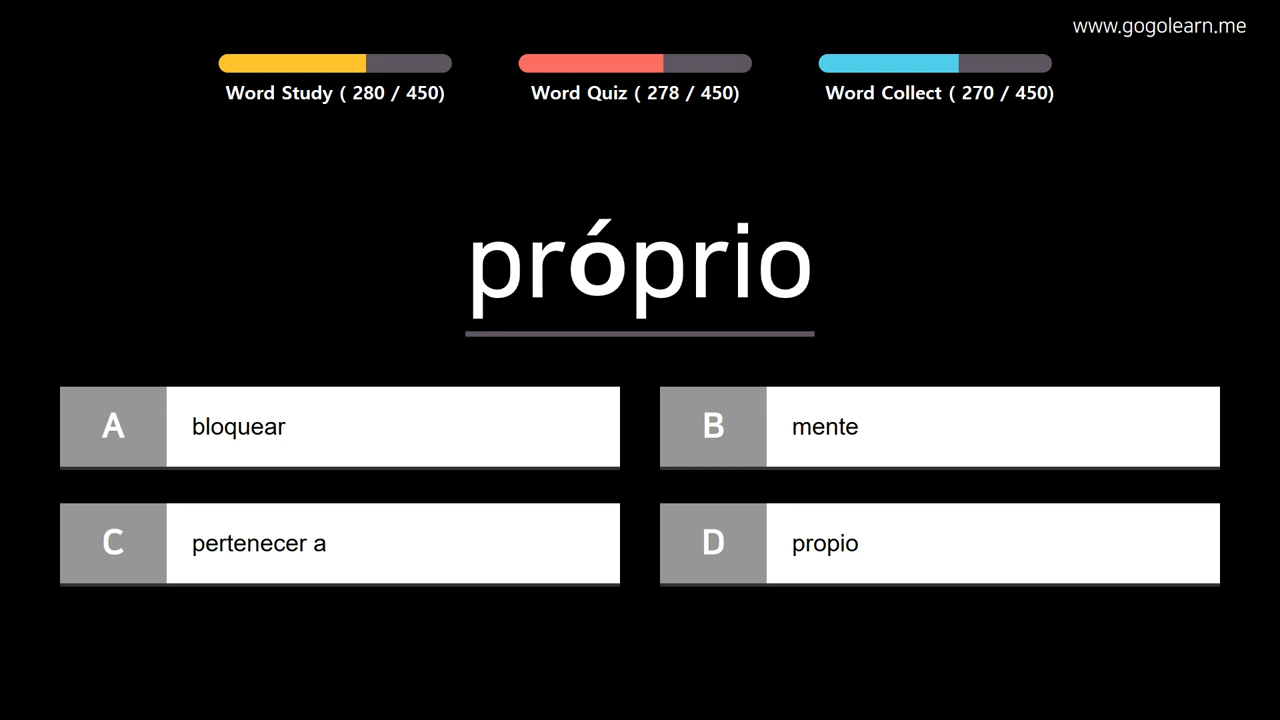 www.gogolearn.me
Word Study ( 280 / 450)
Word Quiz ( 278 / 450)
Word Collect ( 270 / 450)
próprio
A bloquear
B mente
C pertenecer a
D propio